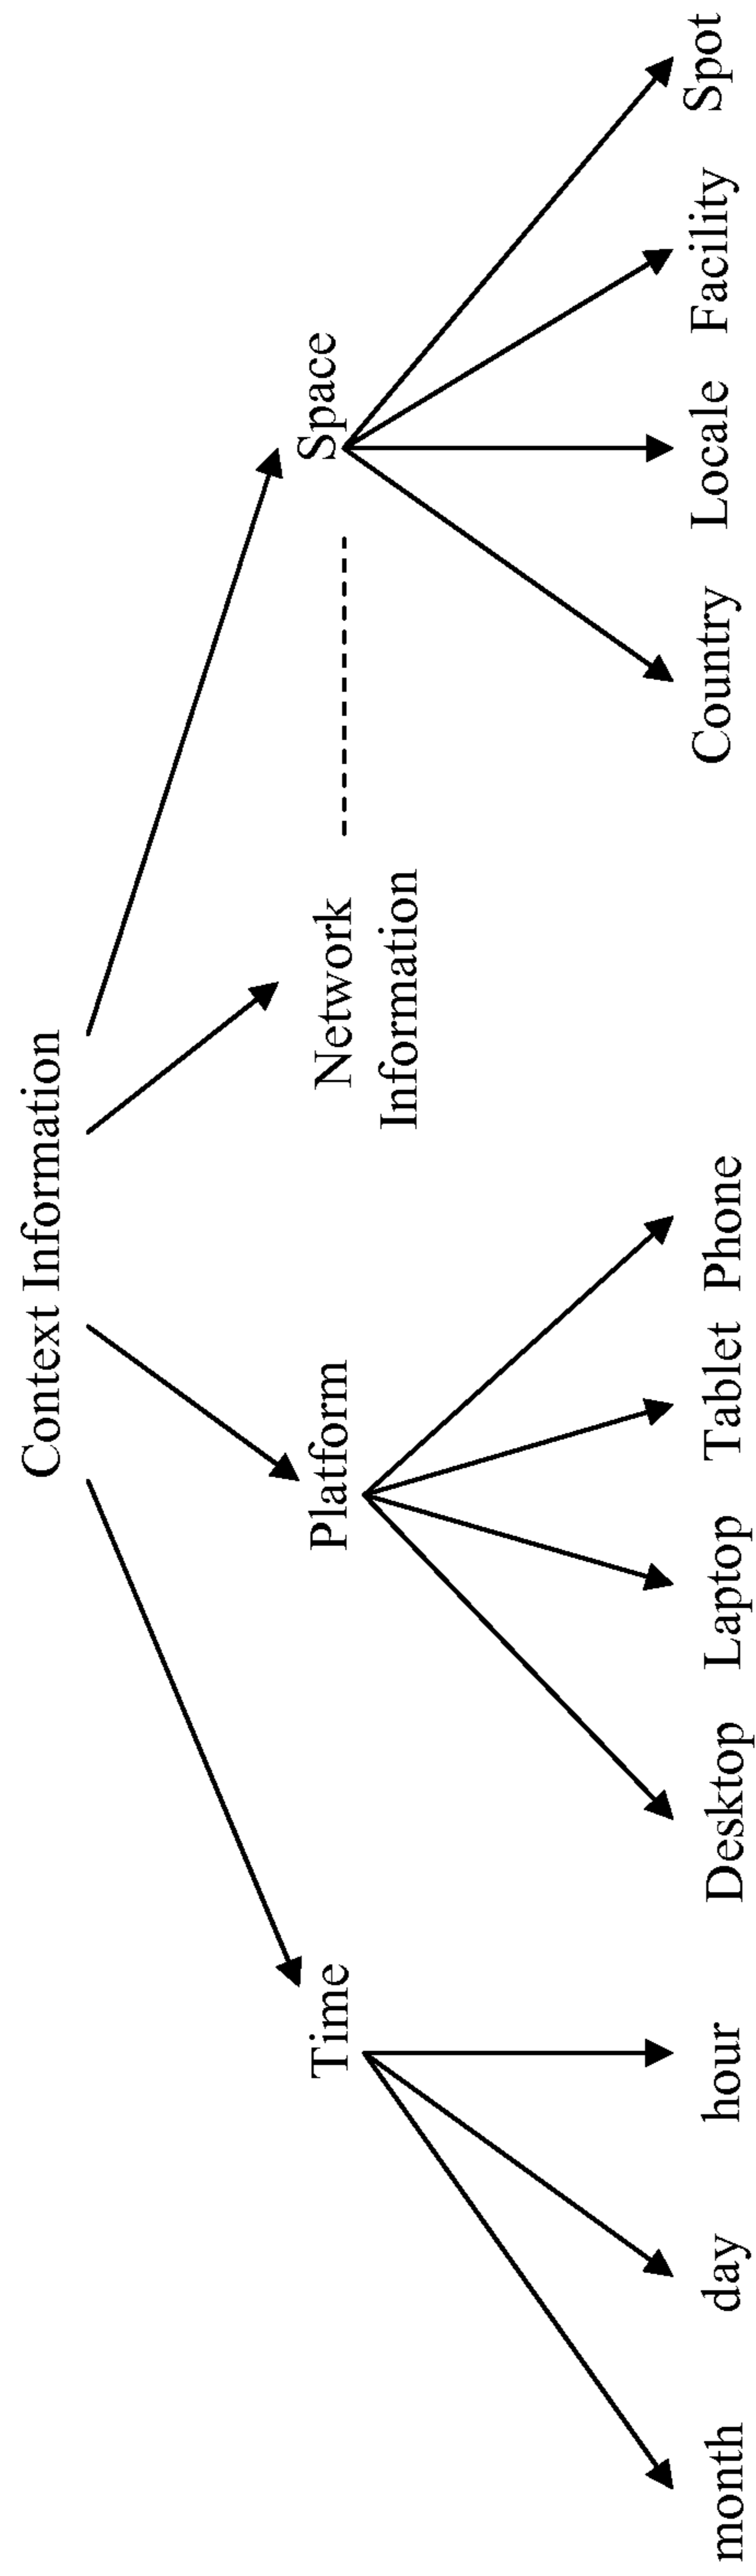 Context Information
Time
Platform
Network
Information
Space
month
day
hour
Desktop
Laptop
Tablet
Phone
Country
Locale
Facility
Spot